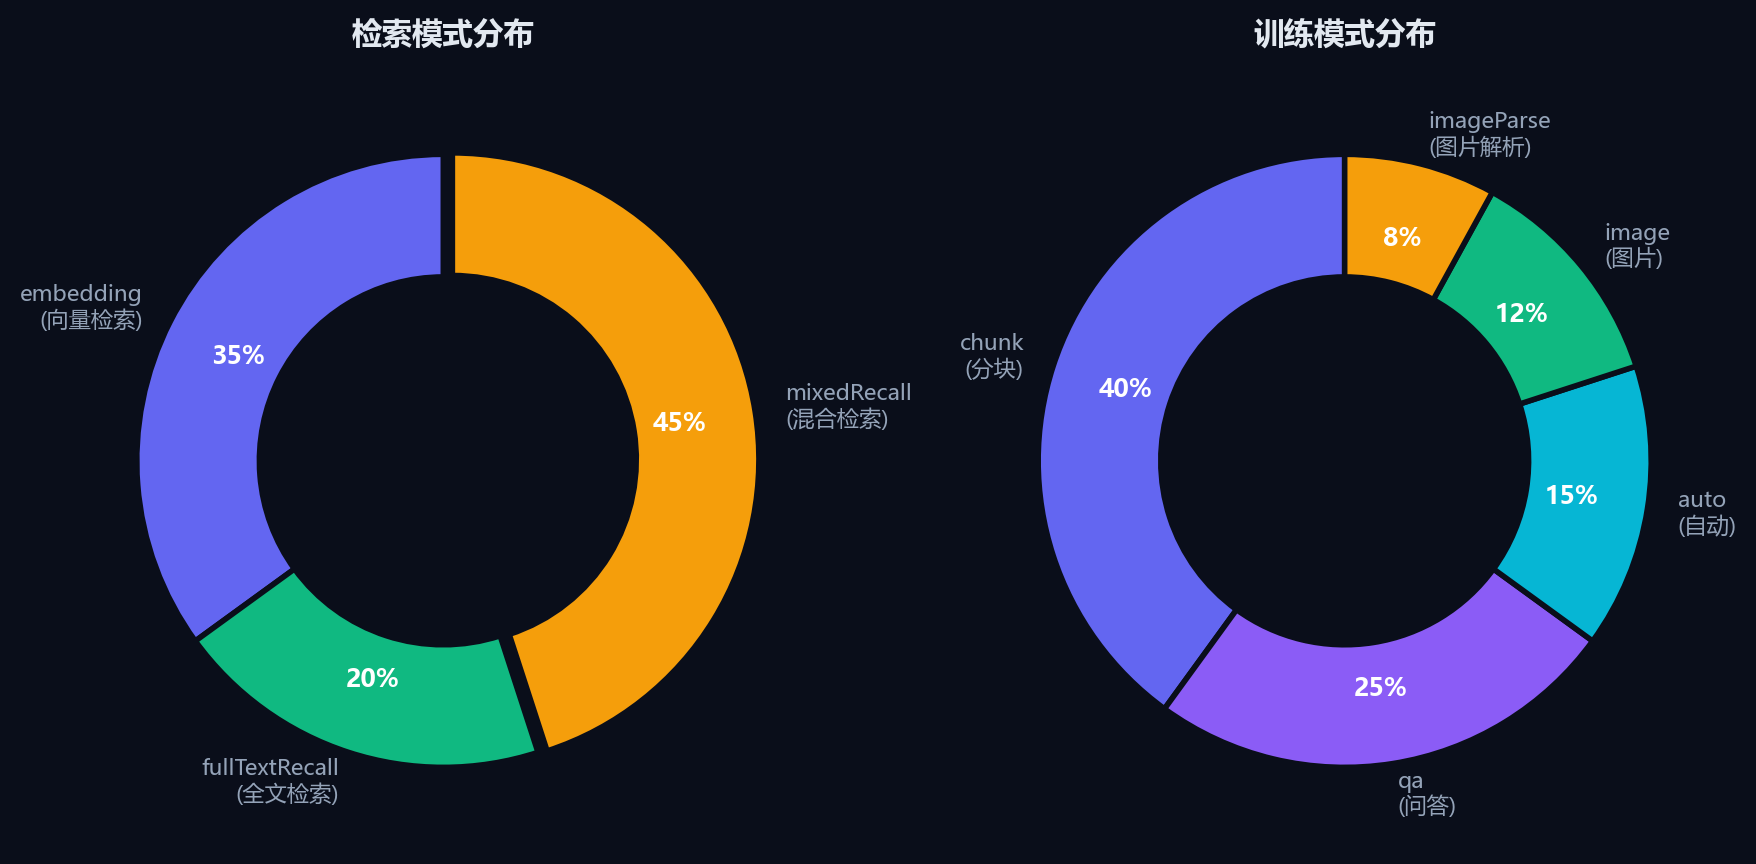 检索模式分布
embedding
(向量检索)
35%
mixedRecall
(混合检索)
45%
20%
fullTextRecall
(全文检索)
训练模式分布
imageParse
(图片解析)
8%
image
(图片)
12%
chunk
(分块)
40%
auto
(自动)
15%
25%
qa
(问答)